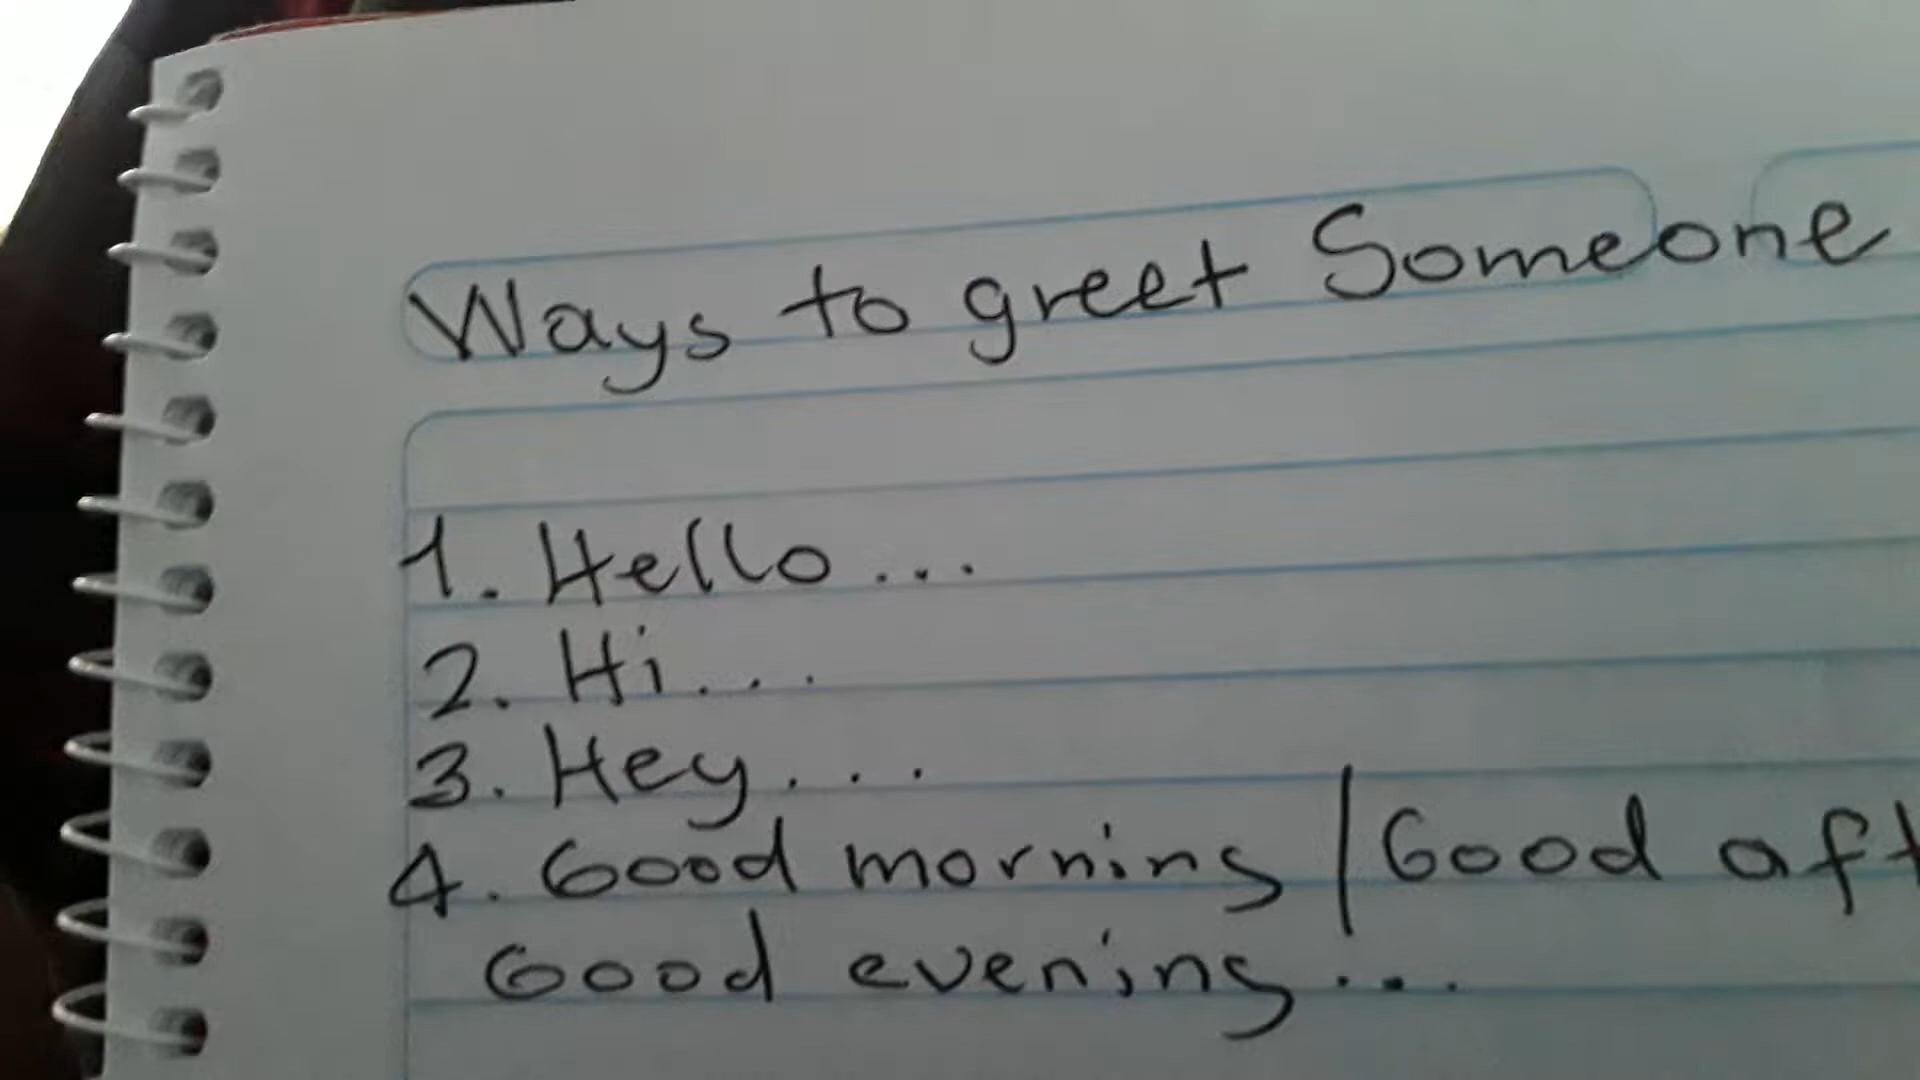 Ways to greet Someone
1. Hello...
2. Hi...
3. Hey....
4. Good morning / Good aft
Good evening...